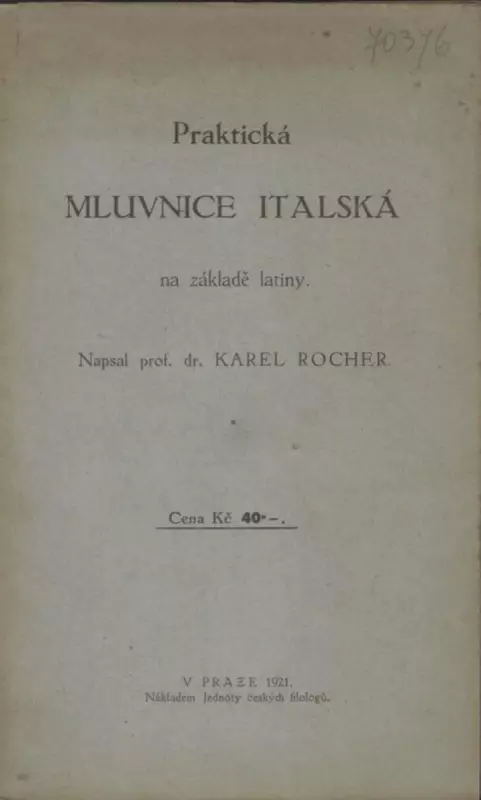 70376
Praktická
MLUVNICE ITALSKÁ
na základě latiny.
Napsal prof. dr. KAREL ROCHER.
Cena Kč 40·–.
V PRAZE 1921.
Nákladem Jednoty českých filologů.